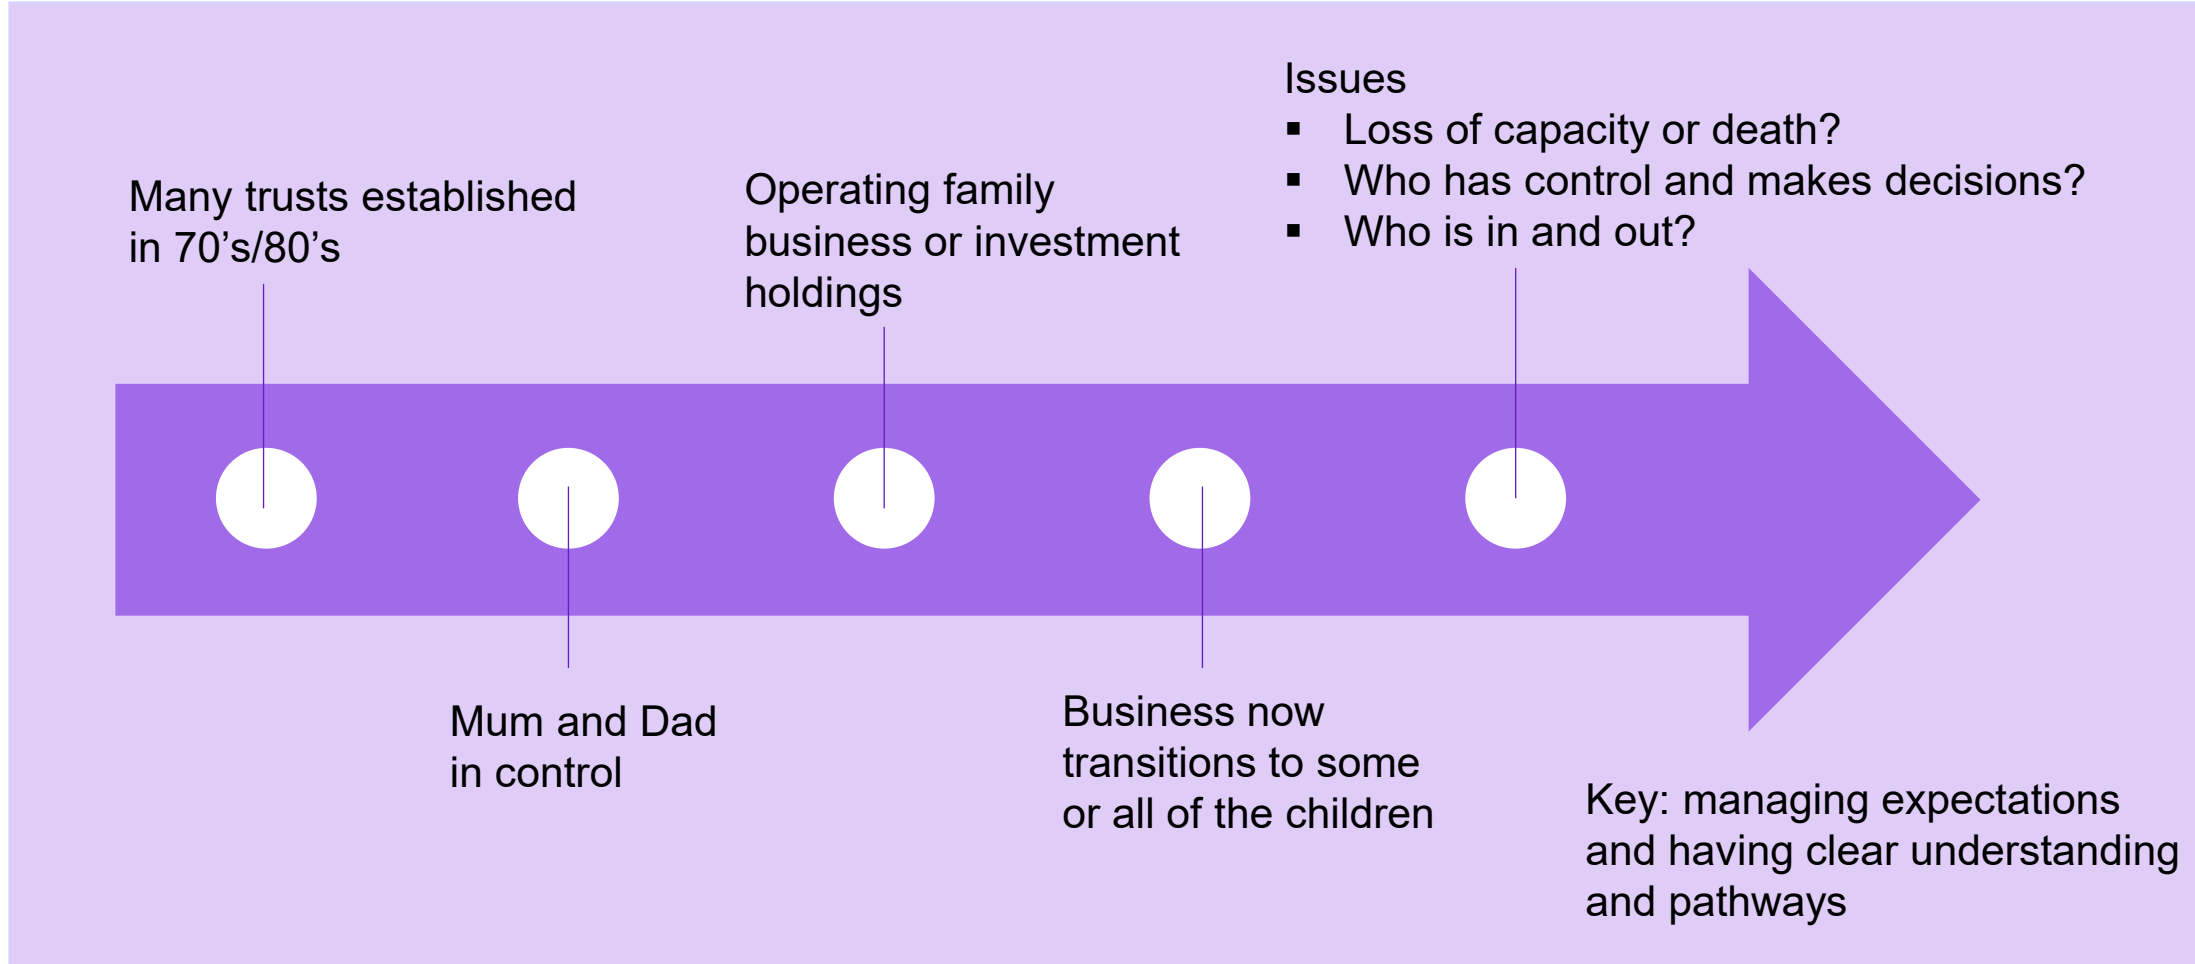 Many trusts established
in 70’s/80’s
Mum and Dad
in control
Operating family
business or investment
holdings
Business now
transitions to some
or all of the children
Issues
▪ Loss of capacity or death?
▪ Who has control and makes decisions?
▪ Who is in and out?
Key: managing expectations
and having clear understanding
and pathways